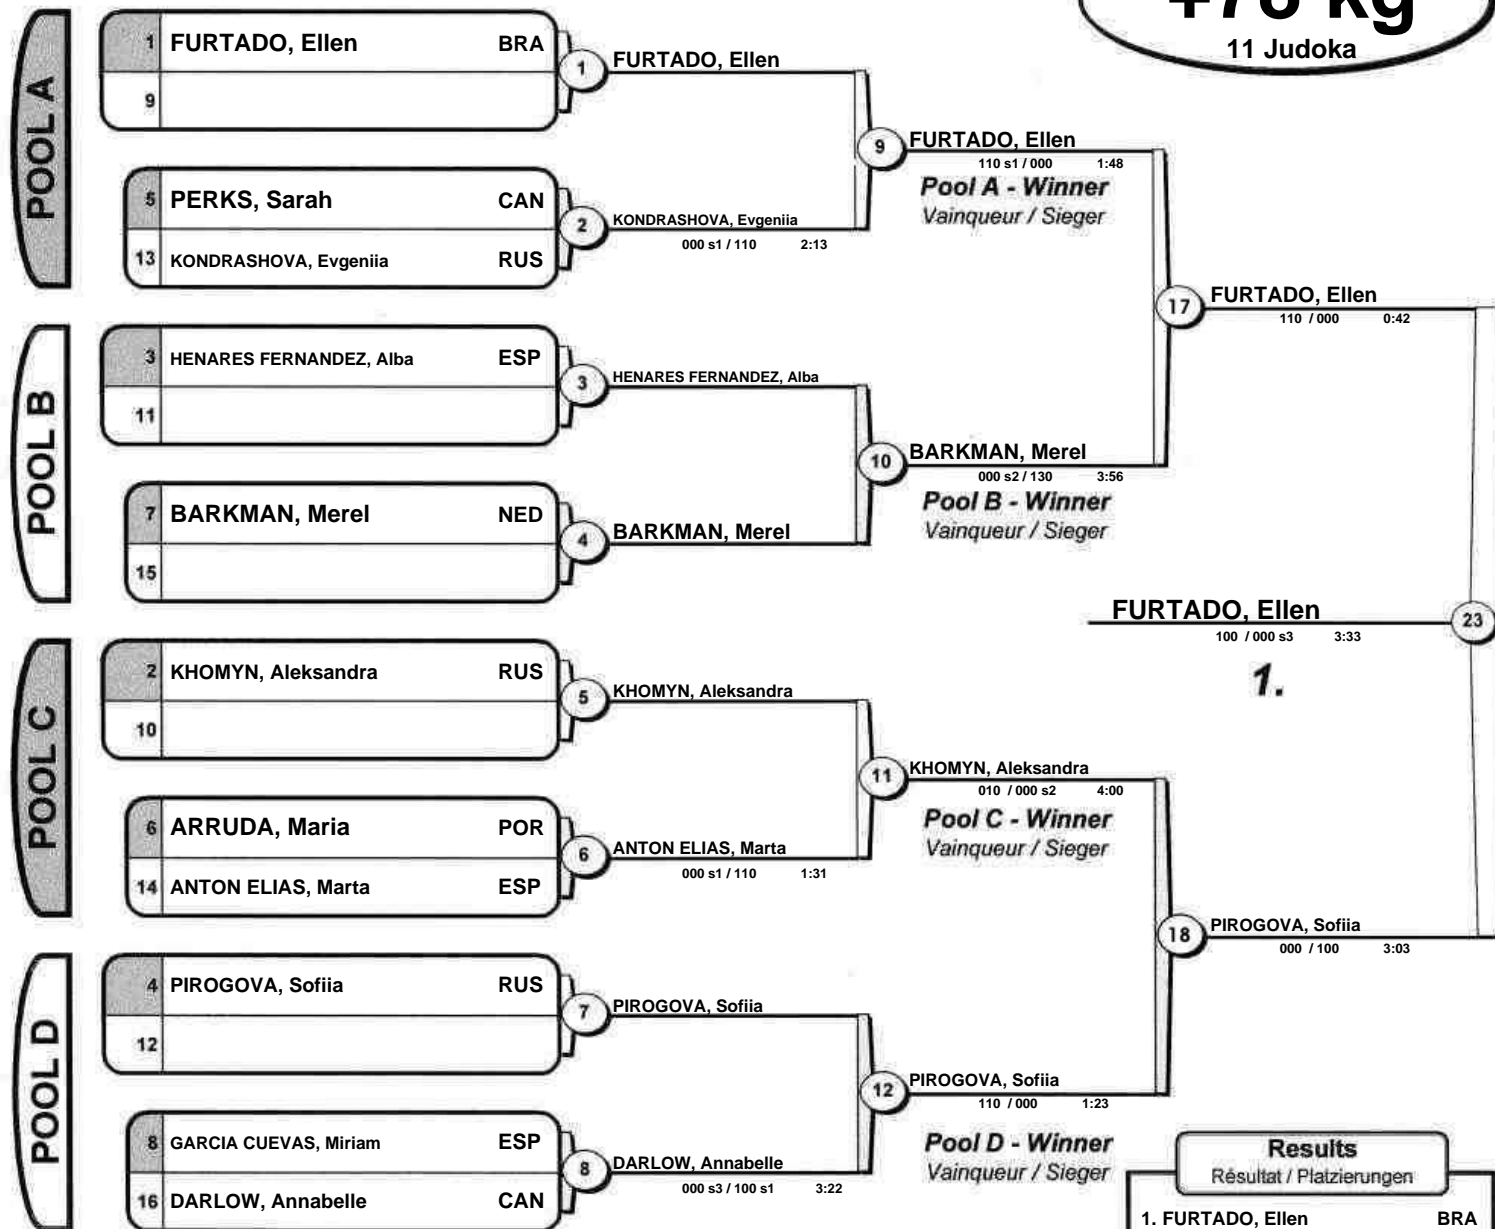 +78 kg
11 Judoka
POOL A
1 FURTADO, Ellen BRA
9
1 FURTADO, Ellen
5 PERKS, Sarah CAN
13 KONDRASHOVA, Evgeniia RUS
2 KONDRASHOVA, Evgeniia
000 s1 / 110 2:13
9 FURTADO, Ellen
110 s1 / 000 1:48
Pool A - Winner
Vainqueur / Sieger
POOL B
3 HENARES FERNANDEZ, Alba ESP
11
3 HENARES FERNANDEZ, Alba
7 BARKMAN, Merel NED
15
4 BARKMAN, Merel
10 BARKMAN, Merel
000 s2 / 130 3:56
Pool B - Winner
Vainqueur / Sieger
17 FURTADO, Ellen
110 / 000 0:42
FURTADO, Ellen 23
100 / 000 s3 3:33
1.
POOL C
2 KHOMYN, Aleksandra RUS
10
5 KHOMYN, Aleksandra
6 ARRUDA, Maria POR
14 ANTON ELIAS, Marta ESP
6 ANTON ELIAS, Marta
000 s1 / 110 1:31
11 KHOMYN, Aleksandra
010 / 000 s2 4:00
Pool C - Winner
Vainqueur / Sieger
POOL D
4 PIROGOVA, Sofiia RUS
12
7 PIROGOVA, Sofiia
8 GARCIA CUEVAS, Miriam ESP
16 DARLOW, Annabelle CAN
8 DARLOW, Annabelle
000 s3 / 100 s1 3:22
12 PIROGOVA, Sofiia
110 / 000 1:23
Pool D - Winner
Vainqueur / Sieger
18 PIROGOVA, Sofiia
000 / 100 3:03
Results
Résultat / Platzierungen
1. FURTADO, Ellen BRA